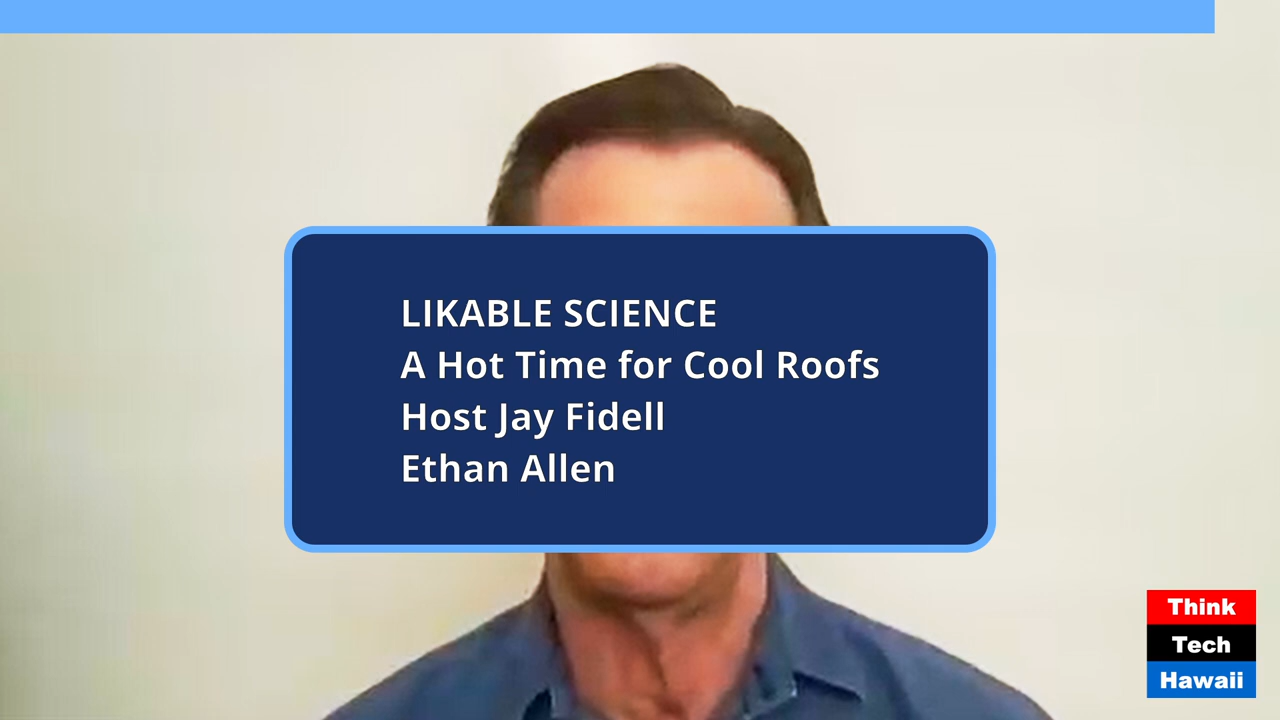 LIKABLE SCIENCE
A Hot Time for Cool Roofs
Host Jay Fidell
Ethan Allen
Think
Tech
Hawaii